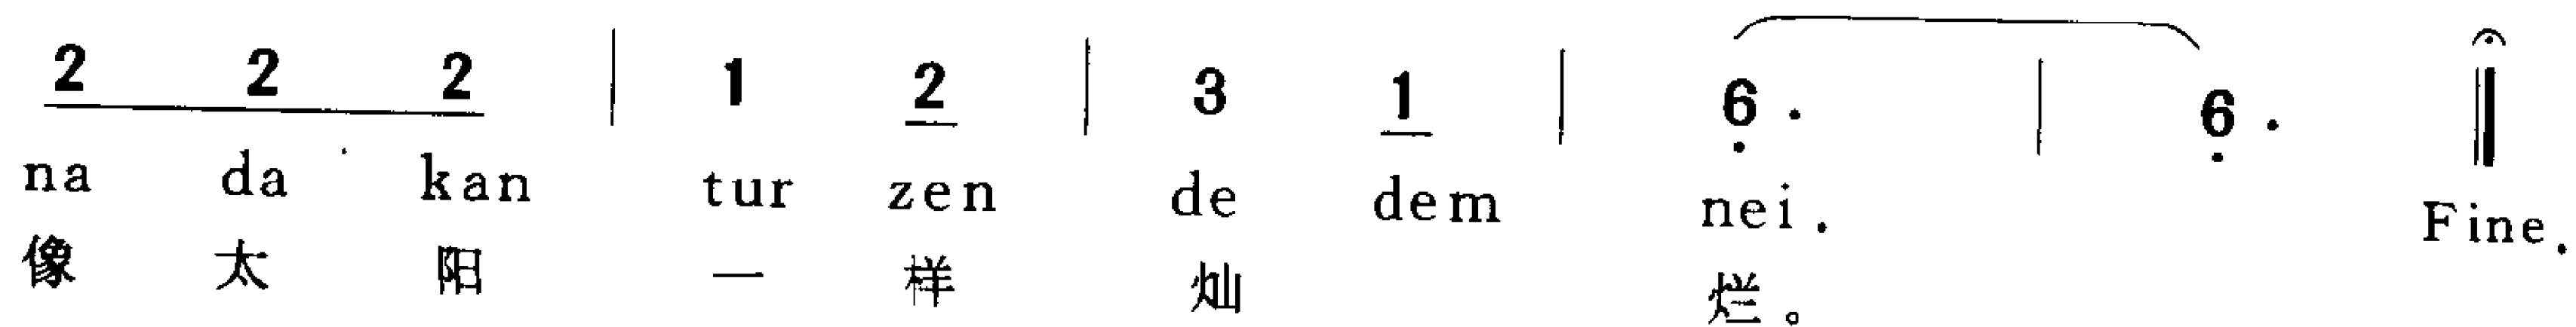 2 2 2 | 1 2 | 3 1 | 6. | 6. ‖
na da kan tur zen de dem nei. Fine.
像太阳一样灿烂。